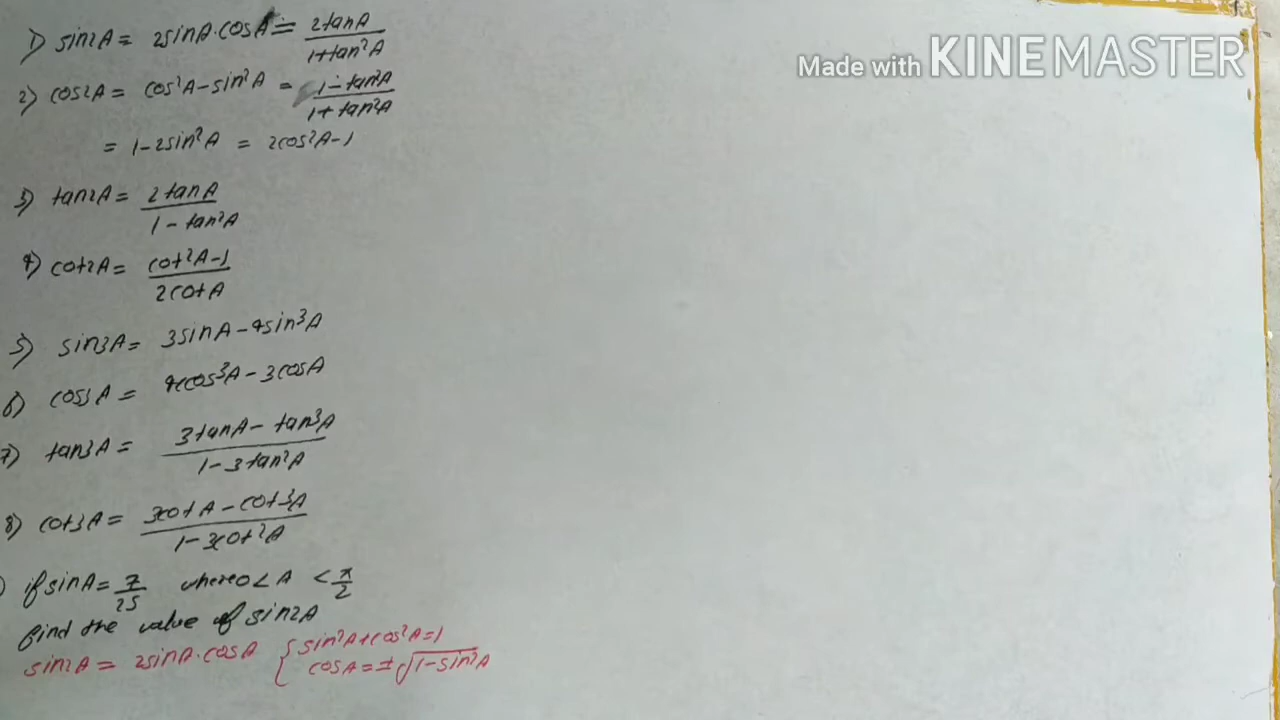 Made with KINEMASTER
1) sin2A = 2sinA·cosA = 2tanA / 1+tan²A
2) cos2A = cos²A-sin²A = 1-tan²A / 1+tan²A
= 1-2sin²A = 2cos²A-1
3) tan2A = 2tanA / 1-tan²A
4) cot2A = cot²A-1 / 2cotA
5) sin3A = 3sinA-4sin³A
6) cos3A = 4cos³A-3cosA
7) tan3A = 3tanA-tan³A / 1-3tan²A
8) cot3A = 3cotA-cot³A / 1-3cot²A
) if sinA = 7/25 where 0<A<π/2
find the value of sin2A
sin2A = 2sinA·cosA { sin²A+cos²A=1
cosA = ±√1-sin²A